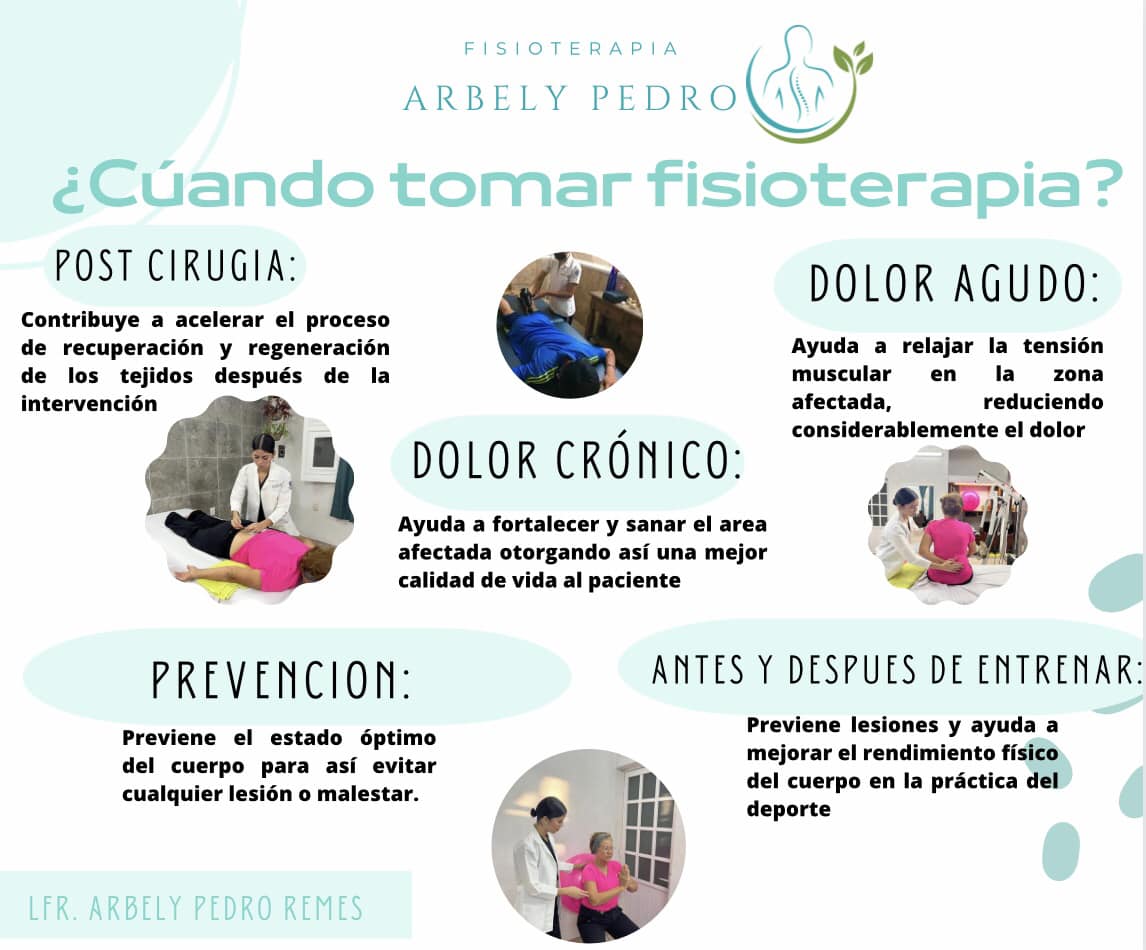 FISIOTERAPIA
ARBELY PEDRO
¿Cúando tomar fisioterapia?
POST CIRUGIA:
Contribuye a acelerar el proceso
de recuperación y regeneración
de los tejidos después de la
intervención
DOLOR AGUDO:
Ayuda a relajar la tensión
muscular en la zona
afectada, reduciendo
considerablemente el dolor
DOLOR CRÓNICO:
Ayuda a fortalecer y sanar el area
afectada otorgando así una mejor
calidad de vida al paciente
PREVENCION:
Previene el estado óptimo
del cuerpo para así evitar
cualquier lesión o malestar.
ANTES Y DESPUES DE ENTRENAR:
Previene lesiones y ayuda a
mejorar el rendimiento físico
del cuerpo en la práctica del
deporte
LFR. ARBELY PEDRO REMES